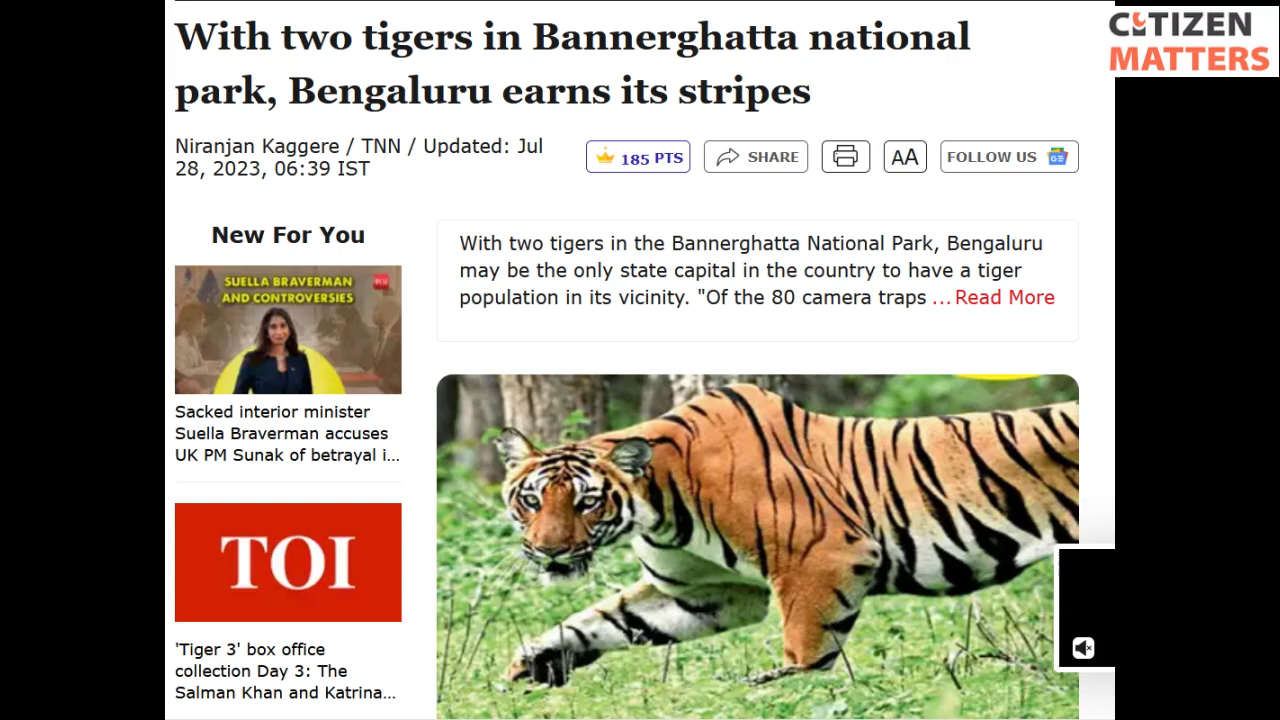 With two tigers in Bannerghatta national
park, Bengaluru earns its stripes
CITIZEN
MATTERS
Niranjan Kaggere / TNN / Updated: Jul
28, 2023, 06:39 IST
185 PTS
SHARE
AA
FOLLOW US
GE
New For You
SUELLA BRAVERMAN
AND CONTROVERSIES
TOI
Sacked interior minister
Suella Braverman accuses
UK PM Sunak of betrayal i...
TOI
'Tiger 3' box office
collection Day 3: The
Salman Khan and Katrina...
With two tigers in the Bannerghatta National Park, Bengaluru
may be the only state capital in the country to have a tiger
population in its vicinity. "Of the 80 camera traps ...Read More